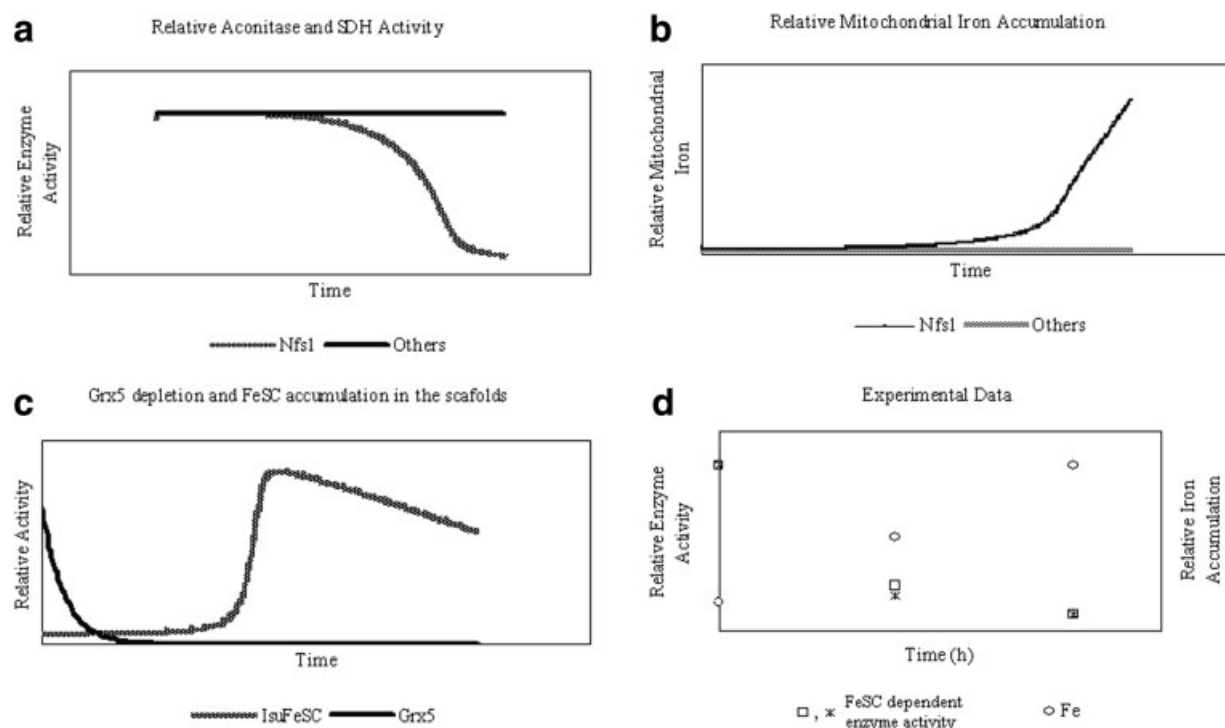 a
Relative Aconitase and SDH Activity
Relative Enzyme
Activity
Time
Nfs1
Others
b
Relative Mitochondrial Iron Accumulation
Relative Mitochondrial
Iron
Time
Nfs1
Others
c
Grx5 depletion and FeSC accumulation in the scafolds
Relative Activity
Time
IsuFeSC
Grx5
d
Experimental Data
Relative Enzyme
Activity
Relative Iron
Accumulation
Time (h)
, FeSC dependent
enzyme activity
Fe